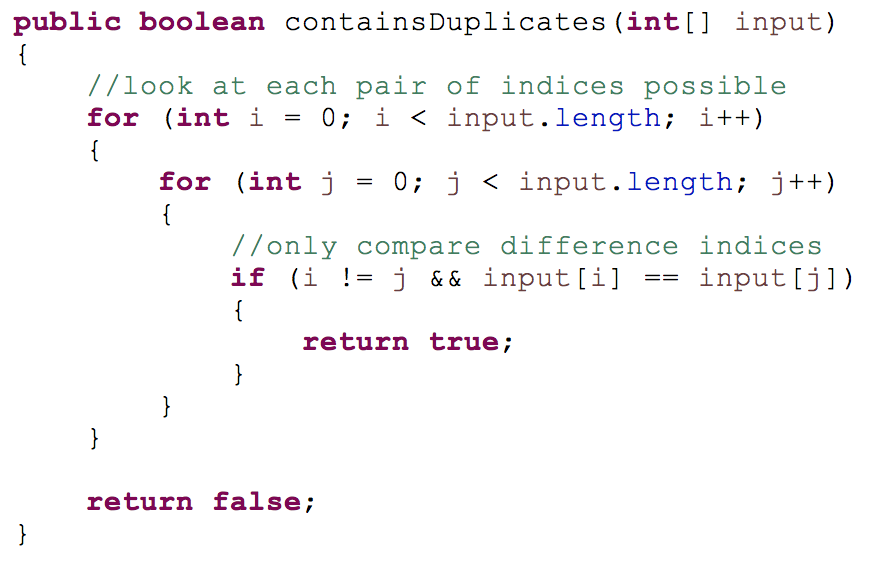 public boolean containsDuplicates(int[] input)
{
    //look at each pair of indices possible
    for (int i = 0; i < input.length; i++)
    {
        for (int j = 0; j < input.length; j++)
        {
            //only compare difference indices
            if (i != j && input[i] == input[j])
            {
                return true;
            }
        }
    }

    return false;
}